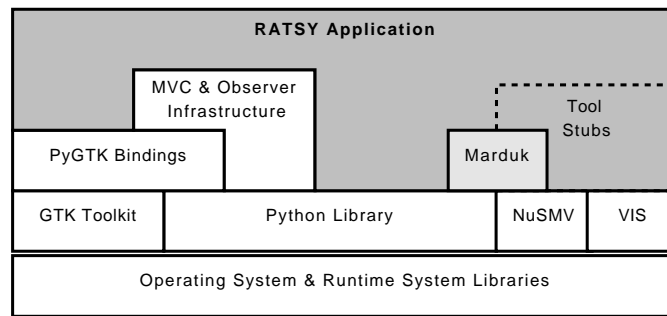 RATSY Application
MVC & Observer
Infrastructure
Tool
Stubs
PyGTK Bindings
Marduk
GTK Toolkit
Python Library
NuSMV
VIS
Operating System & Runtime System Libraries